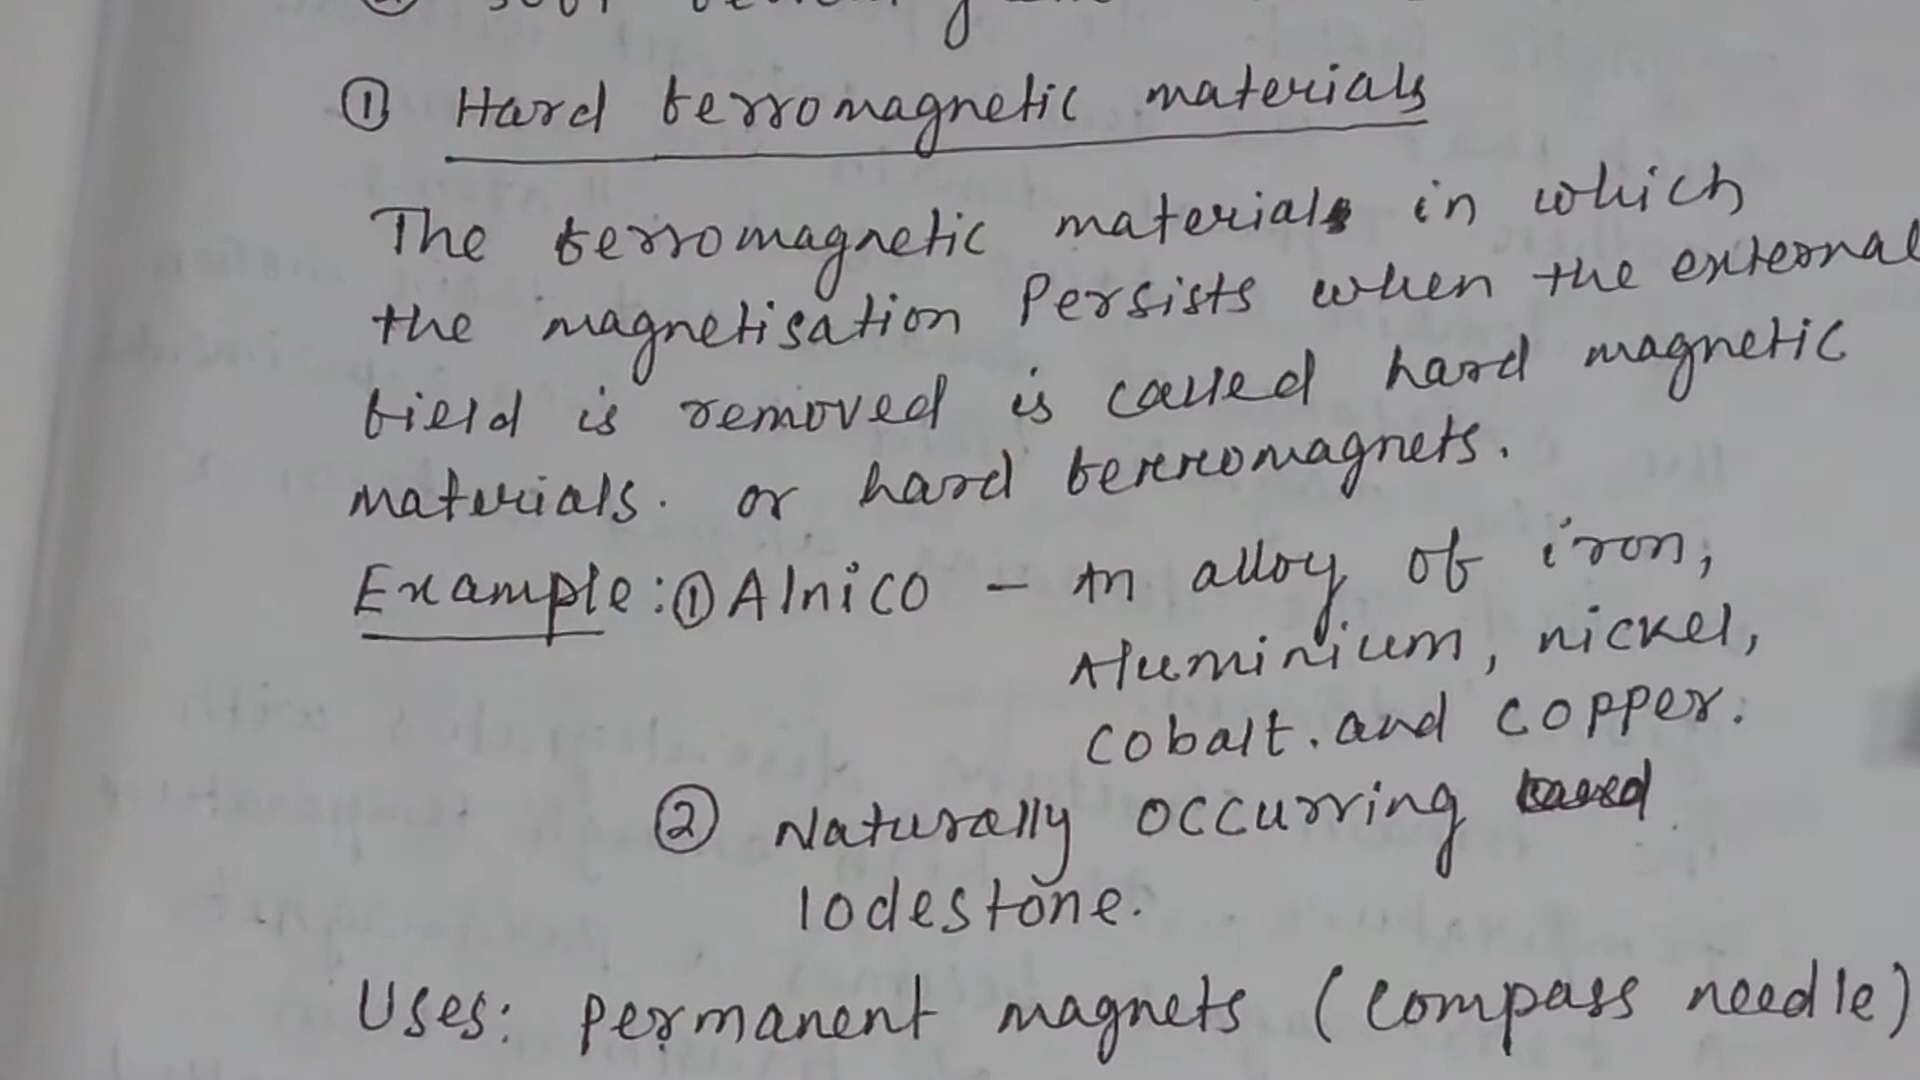 ① Hard ferromagnetic materials
The ferromagnetic materials in which
the magnetisation Persists when the external
field is removed is called hard magnetic
materials. or hard ferromagnets.
Example: ① Alnico - An alloy of iron,
Aluminium, nickel,
cobalt. and copper.
② Naturally occurring
lodestone.
Uses: permanent magnets (compass needle)